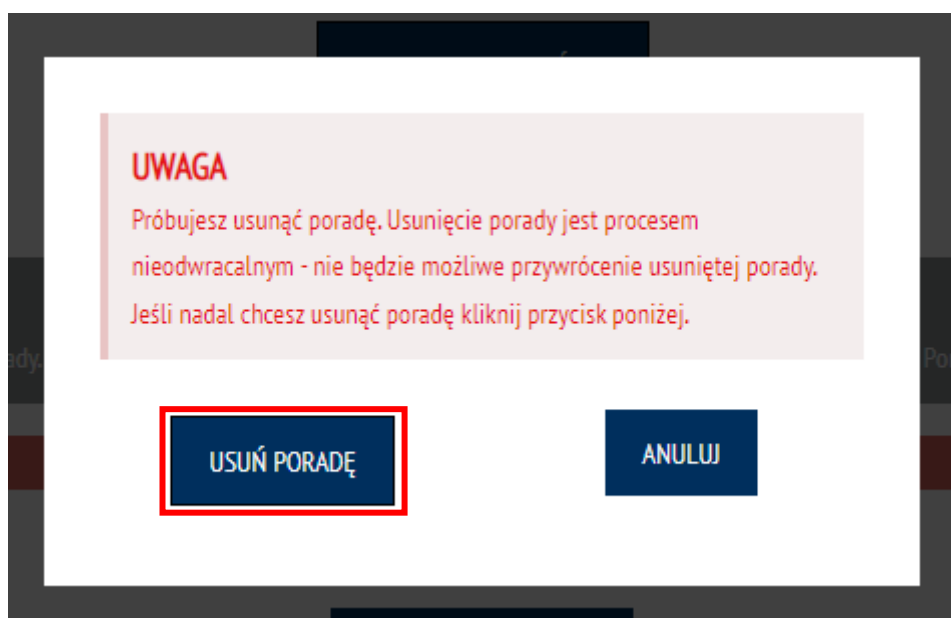 UWAGA
Próbujesz usunąć poradę. Usunięcie porady jest procesem
nieodwracalnym - nie będzie możliwe przywrócenie usuniętej porady.
Jeśli nadal chcesz usunąć poradę kliknij przycisk poniżej.
USUŃ PORADĘ
ANULUJ